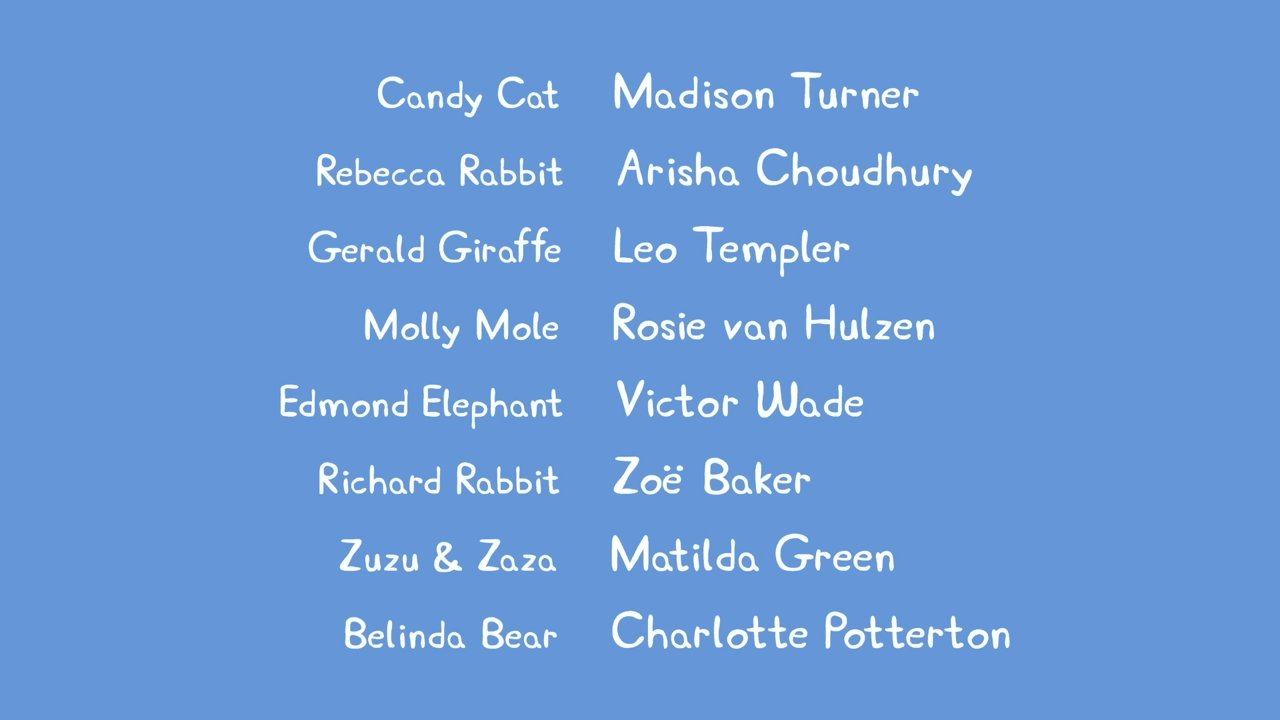 Candy Cat Madison Turner
Rebecca Rabbit Arisha Choudhury
Gerald Giraffe Leo Templer
Molly Mole Rosie van Hulzen
Edmond Elephant Victor Wade
Richard Rabbit Zoë Baker
Zuzu & Zaza Matilda Green
Belinda Bear Charlotte Potterton